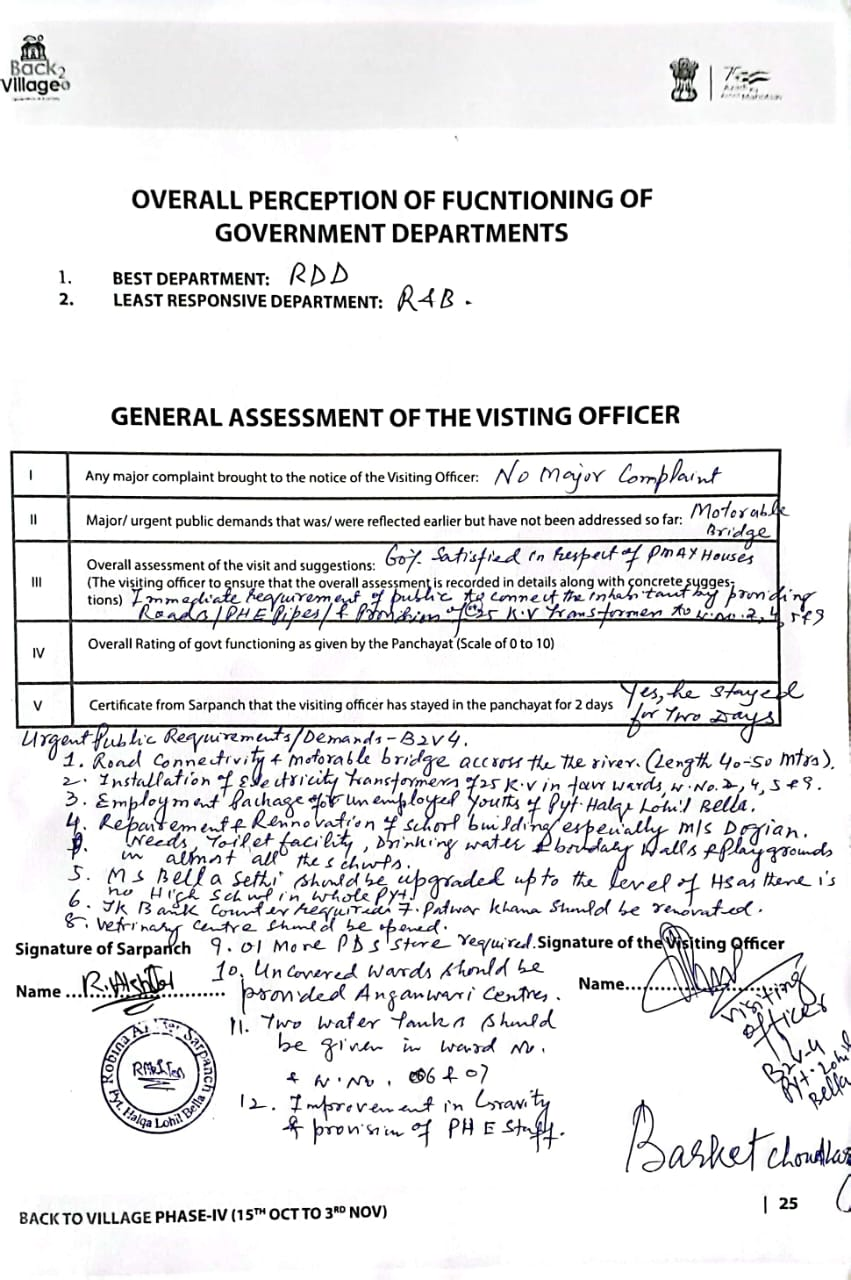 Back2
Village
OVERALL PERCEPTION OF FUCNTIONING OF
GOVERNMENT DEPARTMENTS
1. BEST DEPARTMENT: RDD
2. LEAST RESPONSIVE DEPARTMENT: R&B.
GENERAL ASSESSMENT OF THE VISTING OFFICER
I Any major complaint brought to the notice of the Visiting Officer: No Major Complaint
II Major/ urgent public demands that was/ were reflected earlier but have not been addressed so far: Motorable
Bridge
III Overall assessment of the visit and suggestions: 60% Satisfied in Respect of PMAY Houses
(The visiting officer to ensure that the overall assessment is recorded in details along with concrete sugges-
tions) Immediate requirement of public to connect the inhabitant by providing
Roads/PHE Pipes/& Provision of 25 K.V transformer to W.No. 2, 4, 5 & 9
IV Overall Rating of govt functioning as given by the Panchayat (Scale of 0 to 10)
V Certificate from Sarpanch that the visiting officer has stayed in the panchayat for 2 days Yes, he stayed
for Two Days
Urgent Public Requirements/Demands-B2V4.
1. Road Connectivity & Motorable bridge accross the the river. (Length 40-50 mtrs).
2. Installation of Electricity transformers of 25 K.V in four wards, W.No. 2, 4, 5 & 9.
3. Employment Package for unemployed youths of Pyt. Halqa Lohil Bella.
4. Repairement & Rennovation of school building especially M/S Dogian.
Needs, Toilet facility, Drinking water & boundary walls & playgrounds
in almost all the schools.
5. MS Bella Sethi should be upgraded up to the level of HS as there is
no High School in whole Pyt.
6. JK Bank Counter required 7. Patwar Khana should be renovated.
8. Vetrinary Centre should be opened.
Signature of Sarpanch 9. 01 More PDS store required. Signature of the Visiting Officer
Name R. Akhter Name
10. Uncovered wards should be
provided Anganwari Centres.
11. Two water tanks should
be given in ward No.
& W.No. 06 & 07
12. Improvement in Gravity
& provision of PHE Staff.
Visiting
Officer
B2V-4
Pyt. Lohil
Bella
Robina Sarpanch
Pyt. Halqa Lohil Bella
Basket
BACK TO VILLAGE PHASE-IV (15TH OCT TO 3RD NOV)
| 25